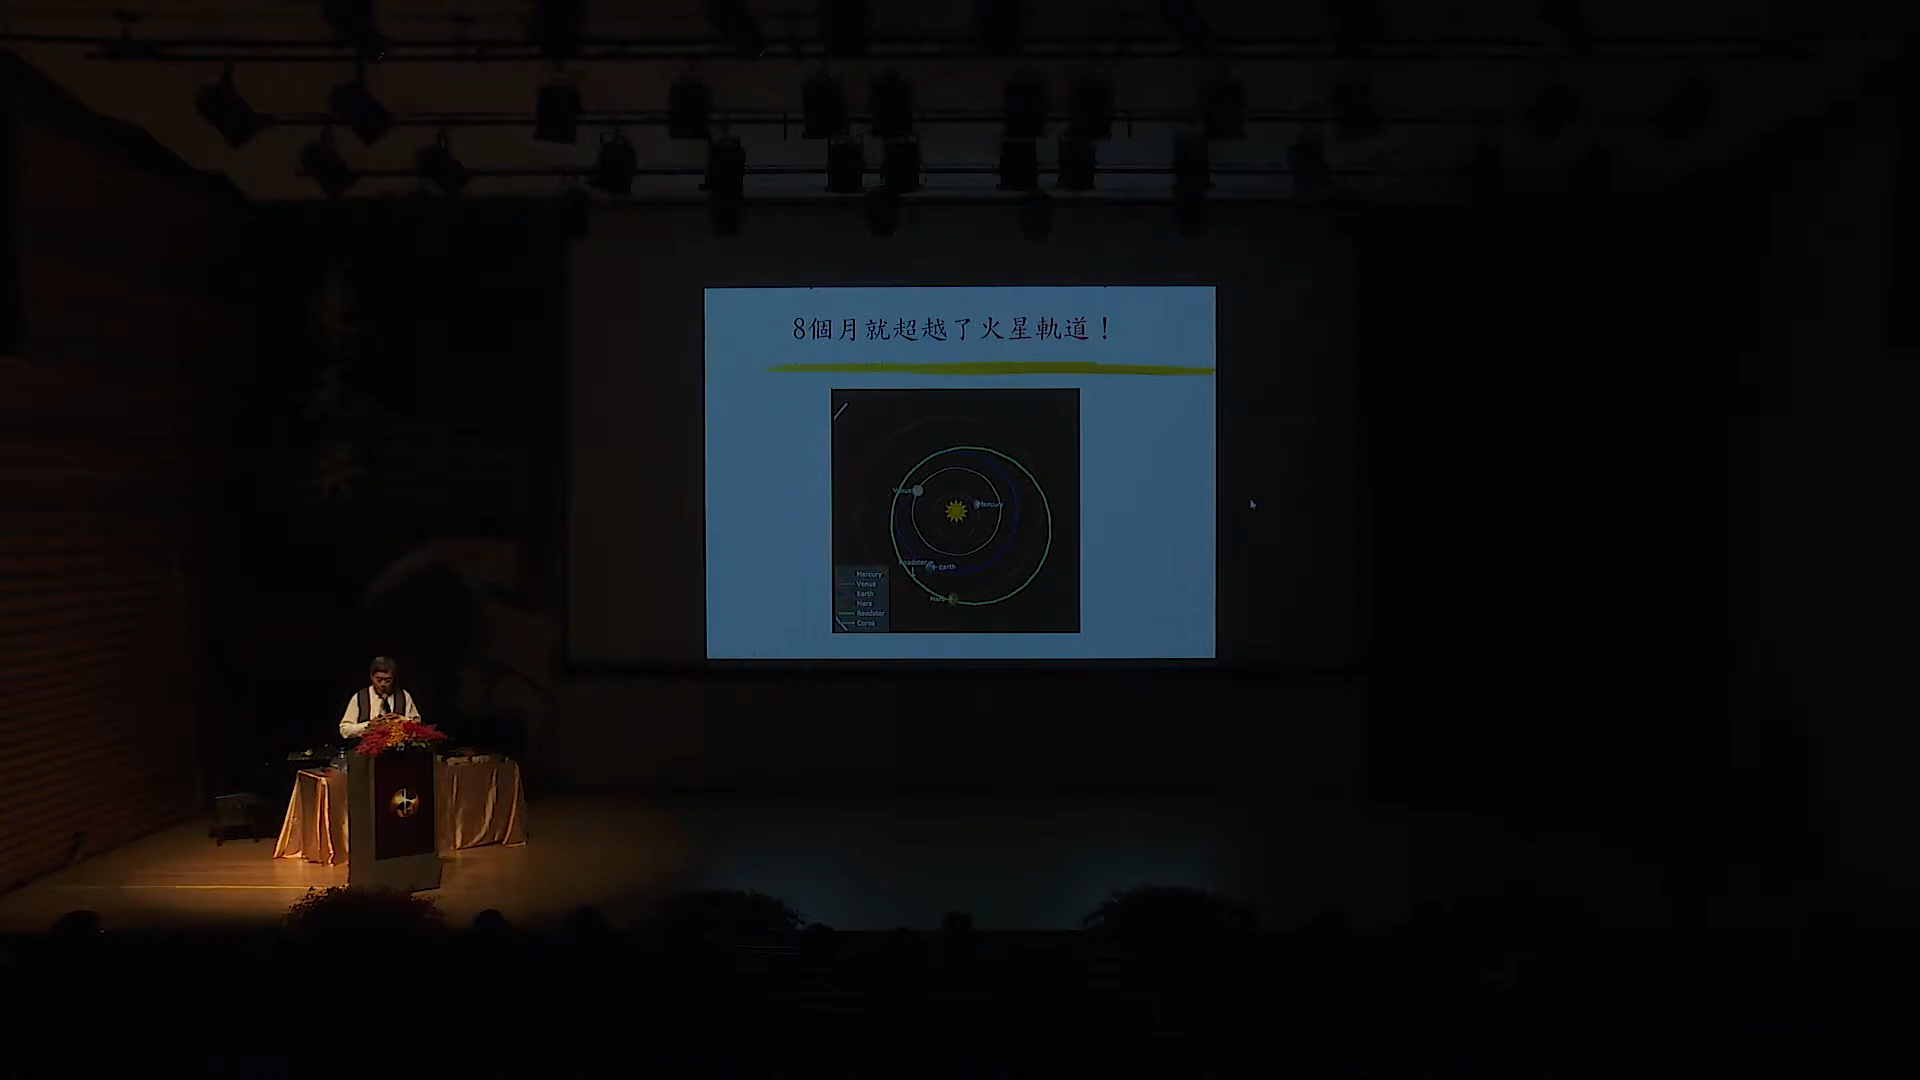 8個月就超越了火星軌道！
Venus
Mercury
Roadster
Earth
Mars
Mercury
Venus
Earth
Mars
Roadster
Ceres